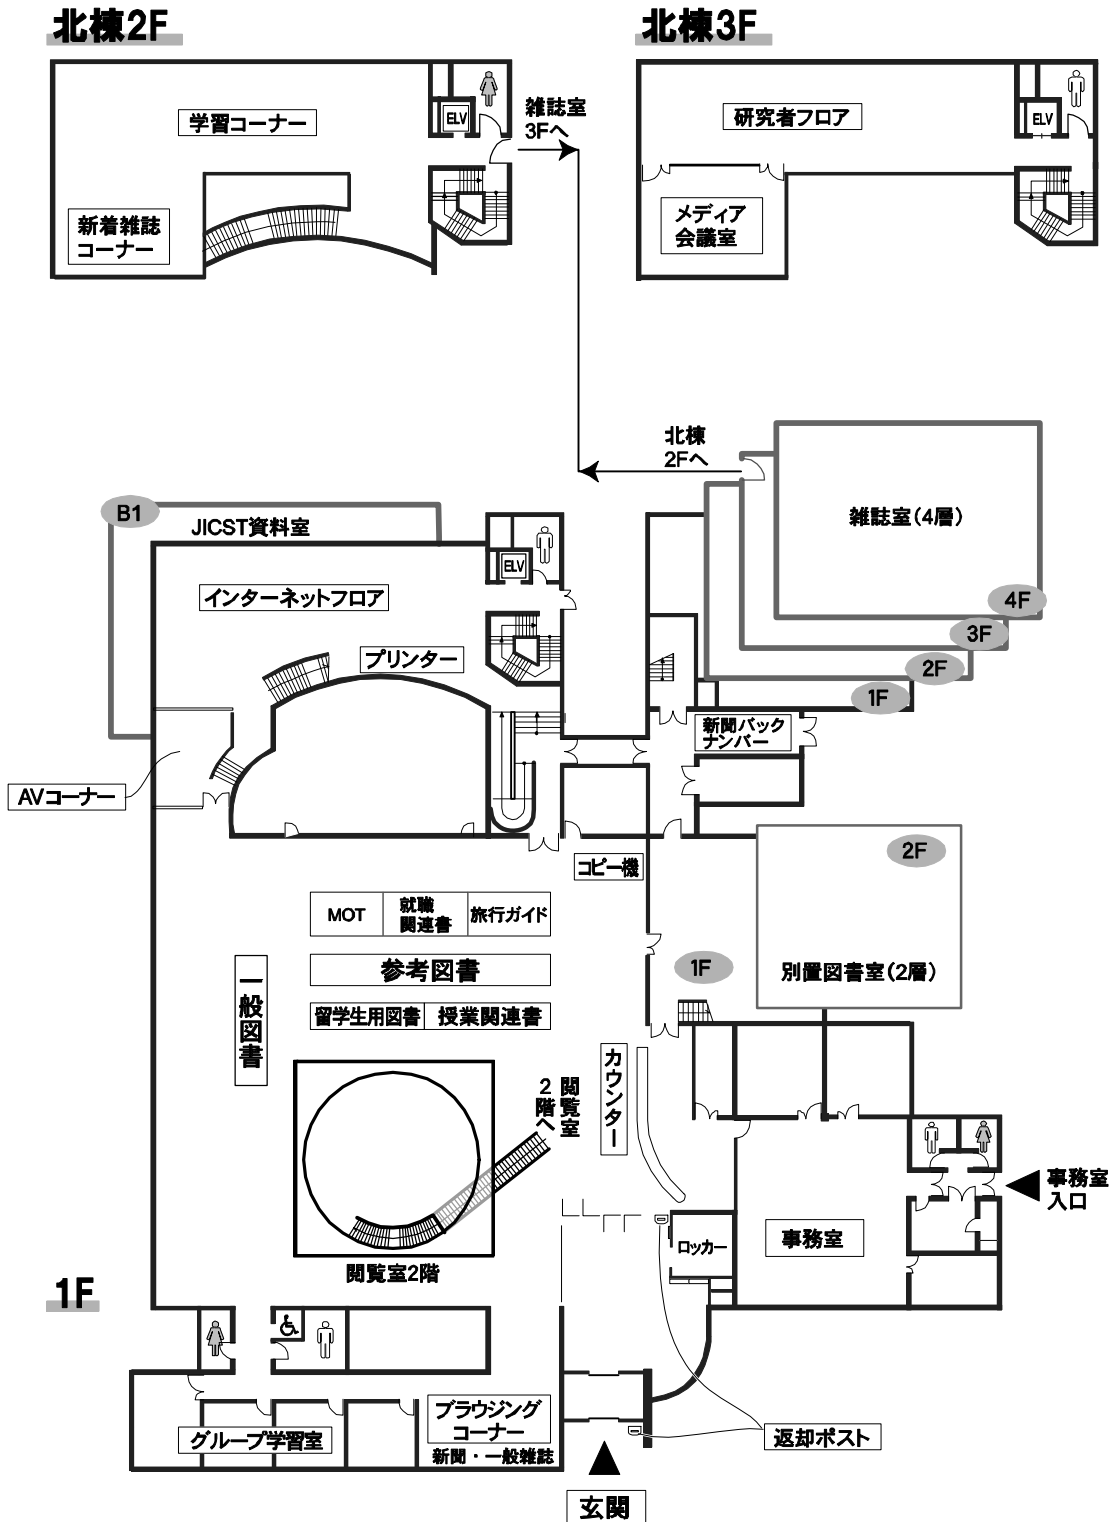 北棟2F
北棟3F
ELV
学習コーナー
新着雑誌
コーナー
雑誌室
3Fへ
ELV
研究者フロア
メディア
会議室
北棟
2Fへ
B1
JICST資料室
雑誌室(4層)
4F
3F
2F
1F
ELV
インターネットフロア
プリンター
新聞バック
ナンバー
AVコーナー
コピー機
2F
別置図書室(2層)
1F
MOT
就職
関連書
旅行ガイド
参考図書
留学生用図書
授業関連書
一般図書
カウンター
閲覧室
2階へ
閲覧室2階
事務室
入口
事務室
ロッカー
1F
グループ学習室
ブラウジング
コーナー
新聞・一般雑誌
返却ポスト
玄関